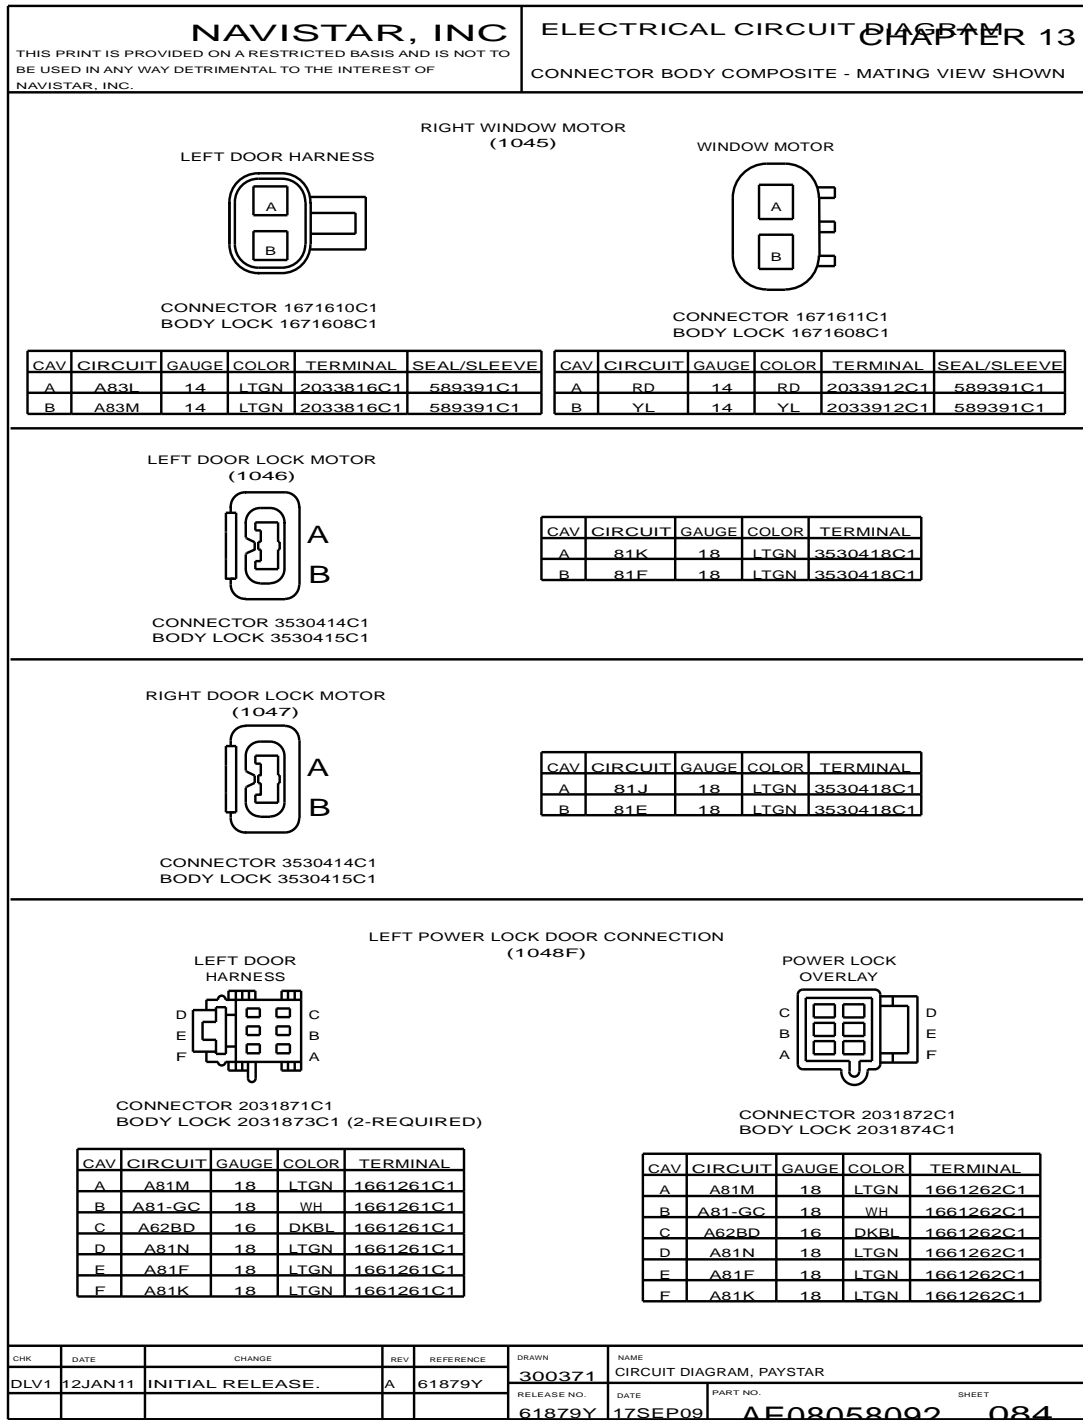 NAVISTAR, INC
THIS PRINT IS PROVIDED ON A RESTRICTED BASIS AND IS NOT TO
BE USED IN ANY WAY DETRIMENTAL TO THE INTEREST OF
NAVISTAR, INC.
ELECTRICAL CIRCUIT DIAGRAM
CHAPTER 13
CONNECTOR BODY COMPOSITE - MATING VIEW SHOWN
RIGHT WINDOW MOTOR
(1045)
LEFT DOOR HARNESS
A
B
CONNECTOR 1671610C1
BODY LOCK 1671608C1
WINDOW MOTOR
A
B
CONNECTOR 1671611C1
BODY LOCK 1671608C1
CAV CIRCUIT GAUGE COLOR TERMINAL SEAL/SLEEVE
A A83L 14 LTGN 2033816C1 589391C1
B A83M 14 LTGN 2033816C1 589391C1
CAV CIRCUIT GAUGE COLOR TERMINAL SEAL/SLEEVE
A RD 14 RD 2033912C1 589391C1
B YL 14 YL 2033912C1 589391C1
LEFT DOOR LOCK MOTOR
(1046)
A
B
CONNECTOR 3530414C1
BODY LOCK 3530415C1
CAV CIRCUIT GAUGE COLOR TERMINAL
A 81K 18 LTGN 3530418C1
B 81F 18 LTGN 3530418C1
RIGHT DOOR LOCK MOTOR
(1047)
A
B
CONNECTOR 3530414C1
BODY LOCK 3530415C1
CAV CIRCUIT GAUGE COLOR TERMINAL
A 81J 18 LTGN 3530418C1
B 81E 18 LTGN 3530418C1
LEFT POWER LOCK DOOR CONNECTION
(1048F)
LEFT DOOR
HARNESS
D C
E B
F A
CONNECTOR 2031871C1
BODY LOCK 2031873C1 (2-REQUIRED)
POWER LOCK
OVERLAY
C D
B E
A F
CONNECTOR 2031872C1
BODY LOCK 2031874C1
CAV CIRCUIT GAUGE COLOR TERMINAL
A A81M 18 LTGN 1661261C1
B A81-GC 18 WH 1661261C1
C A62BD 16 DKBL 1661261C1
D A81N 18 LTGN 1661261C1
E A81F 18 LTGN 1661261C1
F A81K 18 LTGN 1661261C1
CAV CIRCUIT GAUGE COLOR TERMINAL
A A81M 18 LTGN 1661262C1
B A81-GC 18 WH 1661262C1
C A62BD 16 DKBL 1661262C1
D A81N 18 LTGN 1661262C1
E A81F 18 LTGN 1661262C1
F A81K 18 LTGN 1661262C1
CHK DATE CHANGE REV REFERENCE
DLV1 12JAN11 INITIAL RELEASE. A 61879Y
DRAWN
300371
NAME
CIRCUIT DIAGRAM, PAYSTAR
RELEASE NO.
61879Y
DATE
17SEP09
PART NO.
AE08058092
SHEET
084